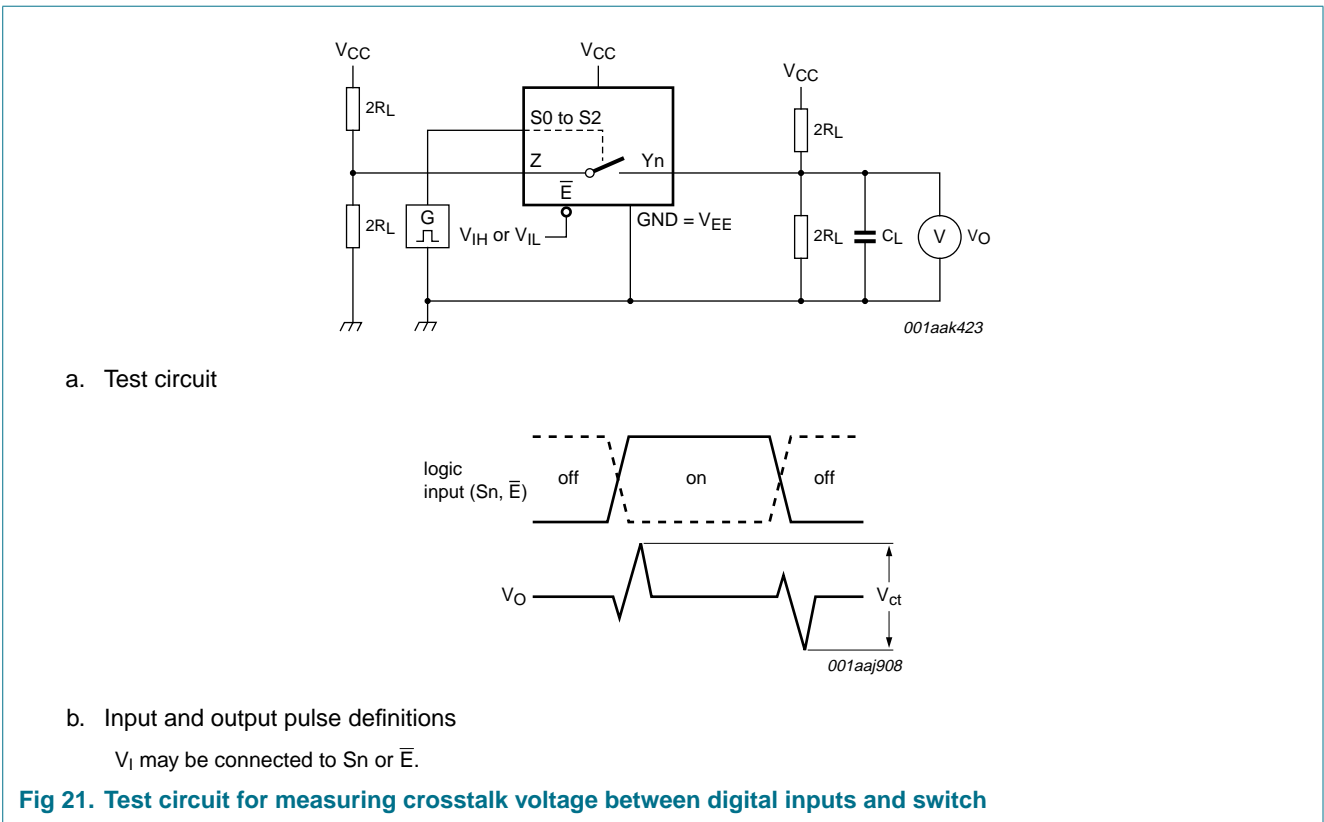 VCC
VCC
VCC
2RL
S0 to S2
2RL
Z
Yn
E̅
2RL
G
VIH or VIL
GND = VEE
2RL
CL
V
VO
001aak423
a. Test circuit
logic
input (Sn, E̅)
off
on
off
VO
Vct
001aaj908
b. Input and output pulse definitions
VI may be connected to Sn or E̅.
Fig 21. Test circuit for measuring crosstalk voltage between digital inputs and switch